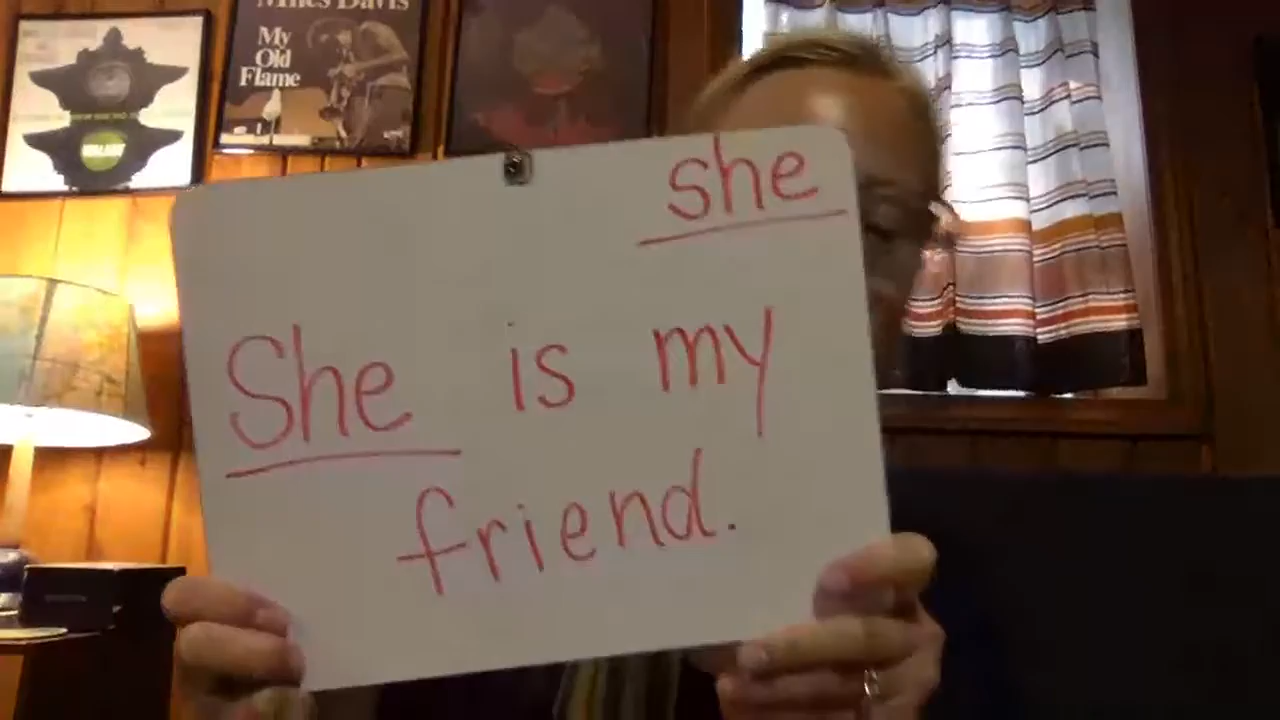 Miles Davis
My
Old
Flame
she
She is my
friend.